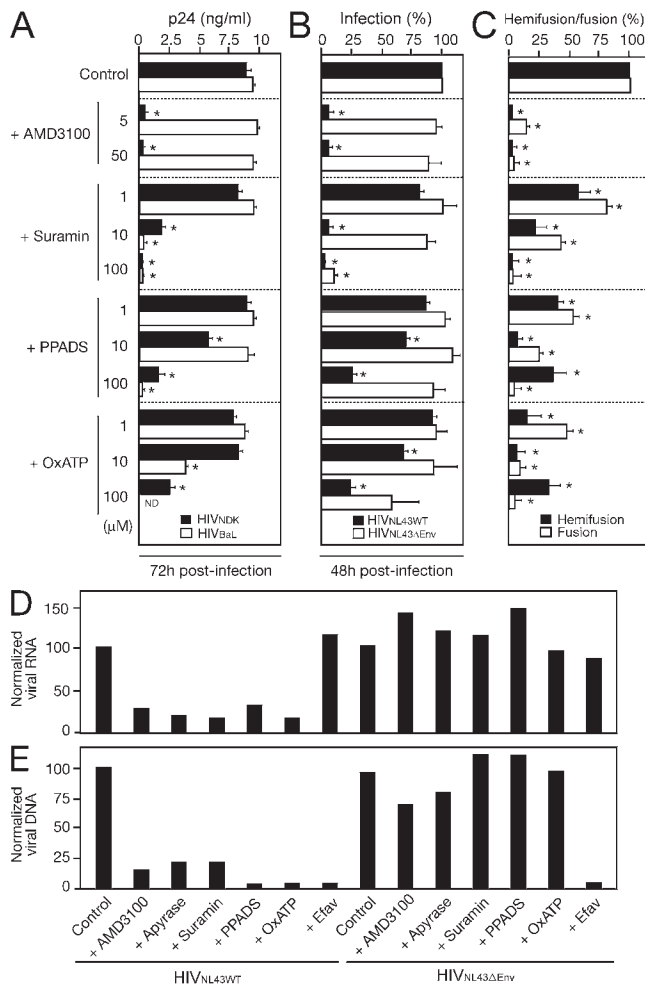 A
p24 (ng/ml)
0 5 10
B
Infection (%)
0 25 50 75 100
C
Hemifusion/fusion (%)
0 25 50 75 100
Control
+ AMD3100
5
* * *
* *
50
* * *
*
+ Suramin
1
* *
10
* * *
* *
100
* * *
* * *
+ PPADS
1
* *
10
* * *
*
100
* * *
* *
+ OxATP
1
* *
10
* *
* *
100
* * *
ND *
(µM)
HIVNDK
HIVBaL
HIVNL43WT
HIVNL43ΔEnv
Hemifusion
Fusion
72h post-infection
48h post-infection
D
Normalized
viral RNA
150
100
50
0
E
Normalized
viral DNA
100
75
50
25
0
Control
+ AMD3100
+ Apyrase
+ Suramin
+ PPADS
+ OxATP
+ Efav
Control
+ AMD3100
+ Apyrase
+ Suramin
+ PPADS
+ OxATP
+ Efav
HIVNL43WT
HIVNL43ΔEnv